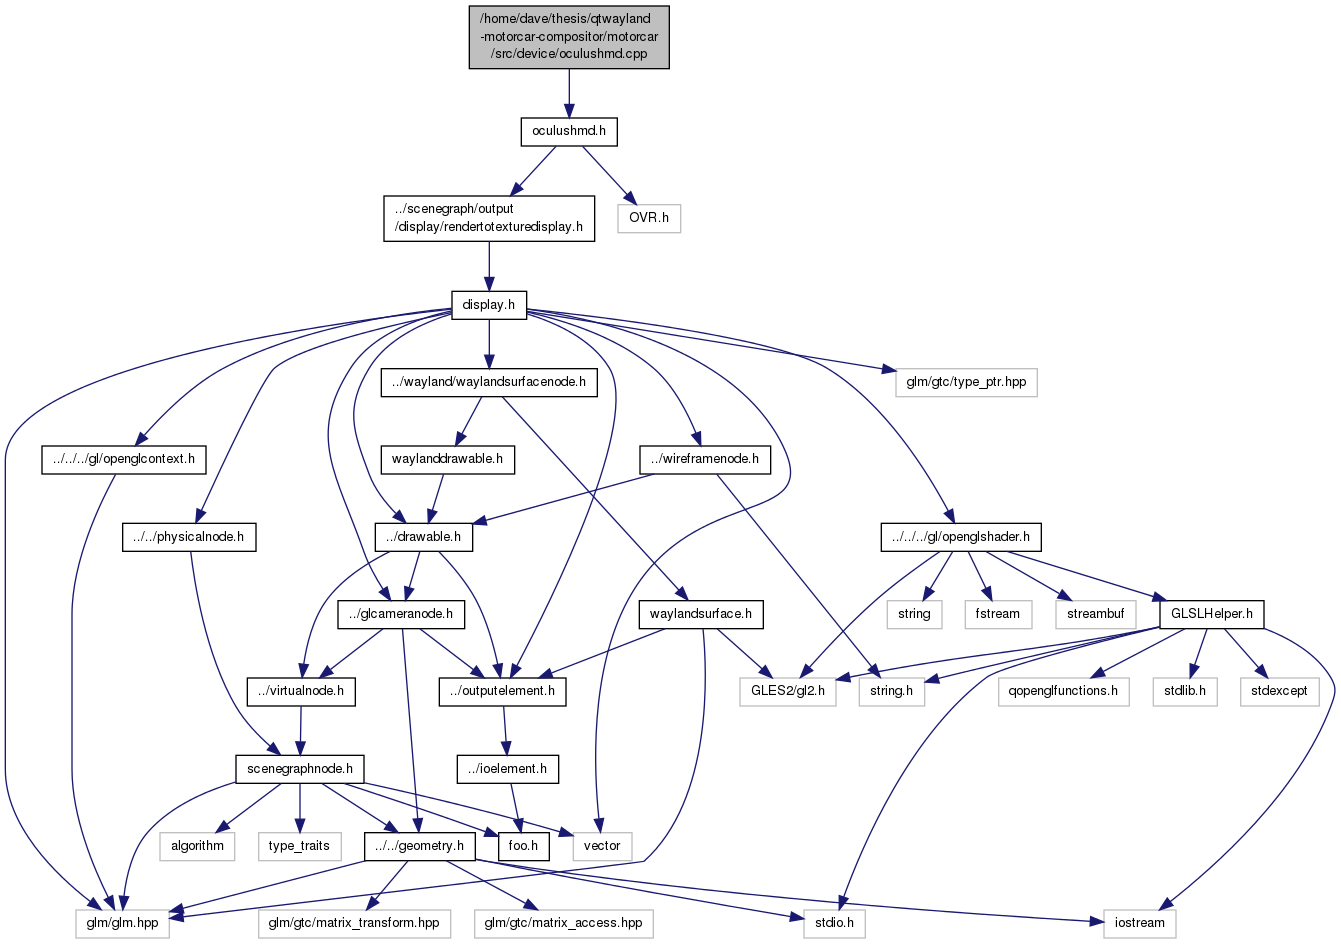 /home/dave/thesis/qtwayland
-motorcar-compositor/motorcar
/src/device/oculushmd.cpp
oculushmd.h
../scenegraph/output
/display/rendertotexturedisplay.h
OVR.h
display.h
../wayland/waylandsurfacenode.h
glm/gtc/type_ptr.hpp
../../../gl/openglcontext.h
waylanddrawable.h
../wireframenode.h
../../physicalnode.h
../drawable.h
../../../gl/openglshader.h
../glcameranode.h
waylandsurface.h
string
fstream
streambuf
GLSLHelper.h
../virtualnode.h
../outputelement.h
GLES2/gl2.h
string.h
qopenglfunctions.h
stdlib.h
stdexcept
scenegraphnode.h
../ioelement.h
algorithm
type_traits
../../geometry.h
foo.h
vector
glm/glm.hpp
glm/gtc/matrix_transform.hpp
glm/gtc/matrix_access.hpp
stdio.h
iostream